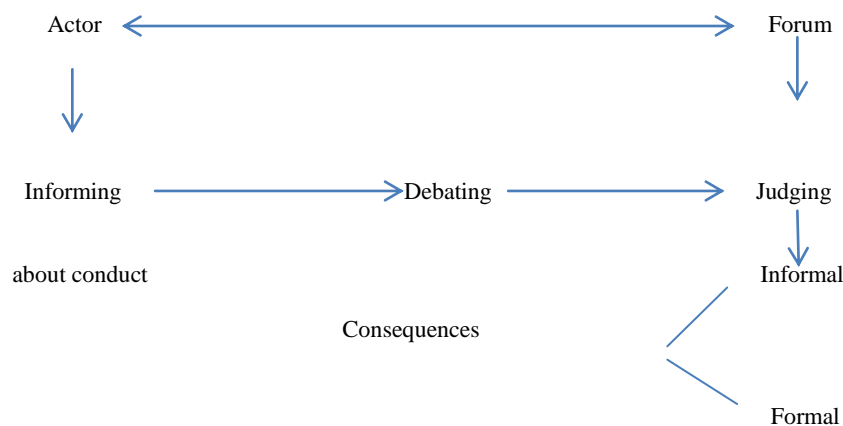 Actor Forum
Informing Debating Judging
about conduct Informal
Consequences
Formal